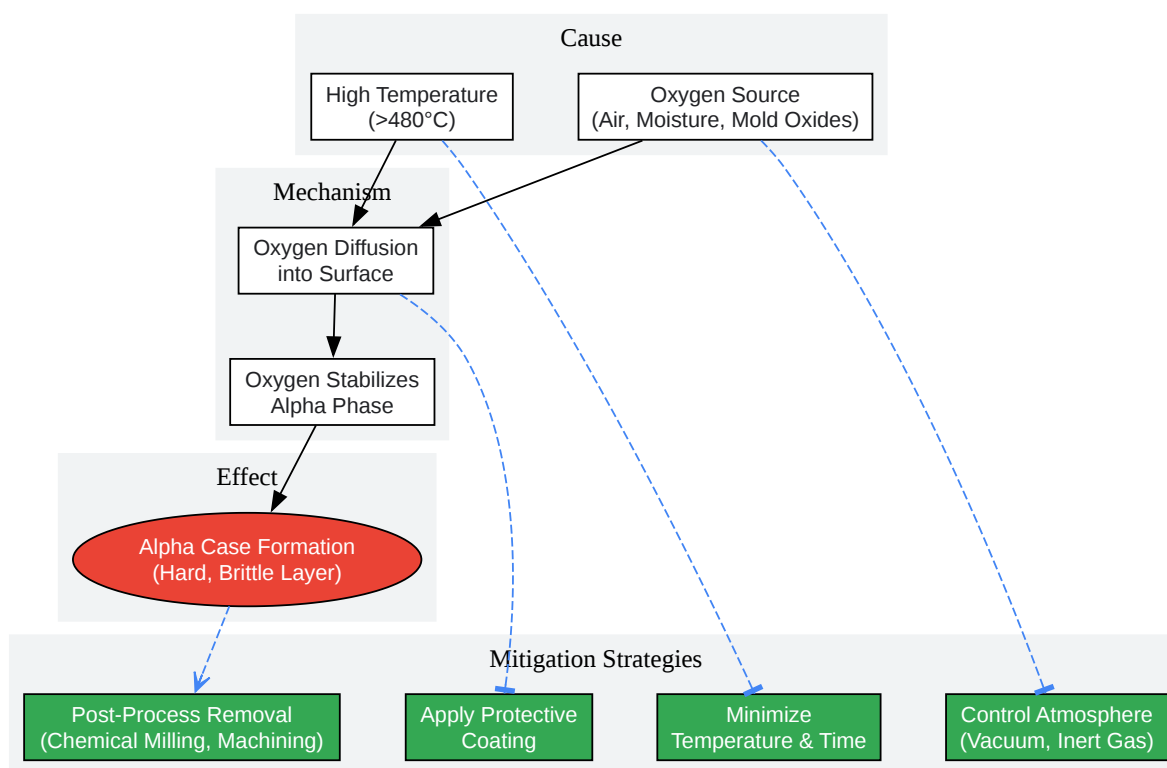 Cause
High Temperature
(>480°C)
Oxygen Source
(Air, Moisture, Mold Oxides)
Mechanism
Oxygen Diffusion
into Surface
Oxygen Stabilizes
Alpha Phase
Effect
Alpha Case Formation
(Hard, Brittle Layer)
Mitigation Strategies
Post-Process Removal
(Chemical Milling, Machining)
Apply Protective
Coating
Minimize
Temperature & Time
Control Atmosphere
(Vacuum, Inert Gas)